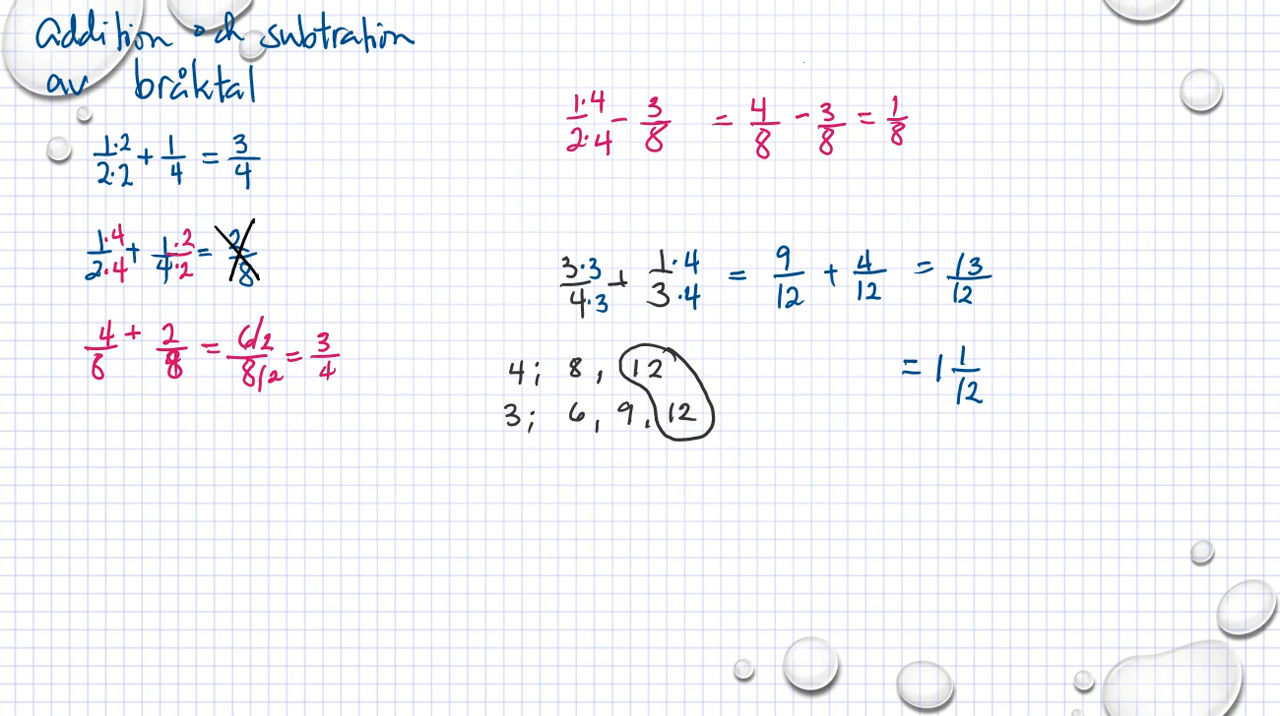 addition och subtration
av bråktal
1·2/2·2 + 1/4 = 3/4
1·4/2·4 + 1·2/4·2 = 2/8
4/8 + 2/8 = 6/2/8/2 = 3/4
1·4/2·4 - 3/8 = 4/8 - 3/8 = 1/8
3·3/4·3 + 1·4/3·4 = 9/12 + 4/12 = 13/12
4; 8, 12
= 1 1/12
3; 6, 9, 12